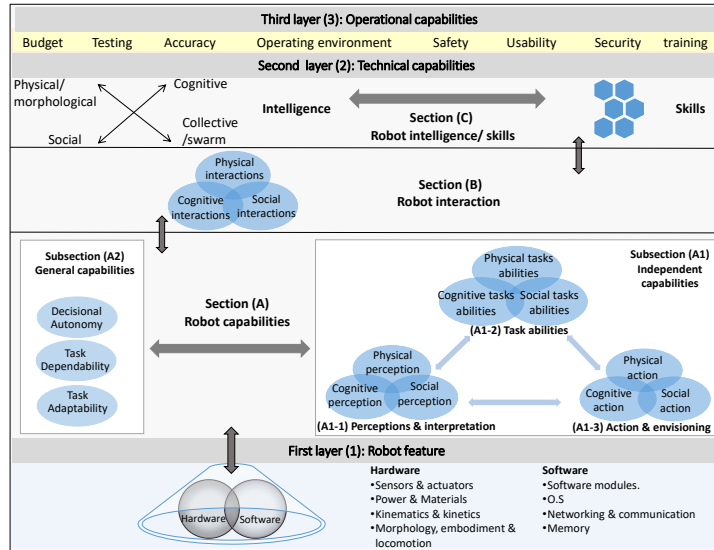 Third layer (3): Operational capabilities
Budget Testing Accuracy Operating environment Safety Usability Security training
Second layer (2): Technical capabilities
Physical/
morphological
Cognitive
Social
Collective
/swarm
Intelligence
Section (C)
Robot intelligence/ skills
Skills
Physical
interactions
Cognitive
interactions
Social
interactions
Section (B)
Robot interaction
Subsection (A2)
General capabilities
Decisional
Autonomy
Task
Dependability
Task
Adaptability
Section (A)
Robot capabilities
Subsection (A1)
Independent
capabilities
Physical tasks
abilities
Cognitive tasks
abilities
Social tasks
abilities
(A1-2) Task abilities
Physical
perception
Cognitive
perception
Social
perception
(A1-1) Perceptions & interpretation
Physical
action
Cognitive
action
Social
action
(A1-3) Action & envisioning
First layer (1): Robot feature
Hardware
Software
Hardware
•Sensors & actuators
•Power & Materials
•Kinematics & kinetics
•Morphology, embodiment &
locomotion
Software
•Software modules.
•O.S
•Networking & communication
•Memory